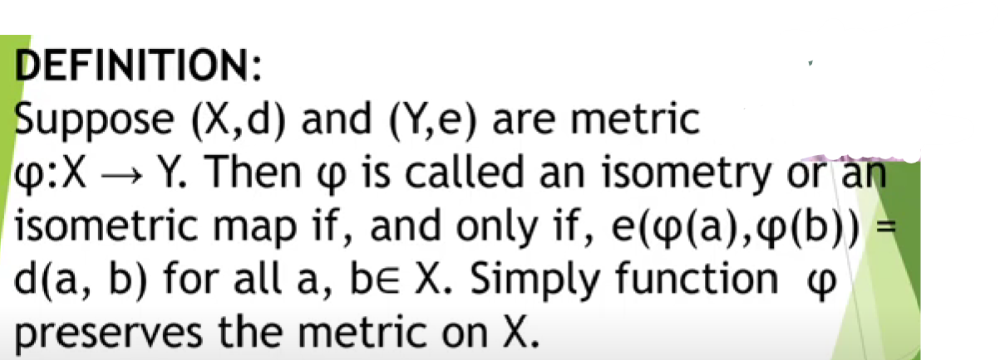 DEFINITION:
Suppose (X,d) and (Y,e) are metric
φ:X → Y. Then φ is called an isometry or an
isometric map if, and only if, e(φ(a),φ(b)) =
d(a, b) for all a, b∈ X. Simply function φ
preserves the metric on X.